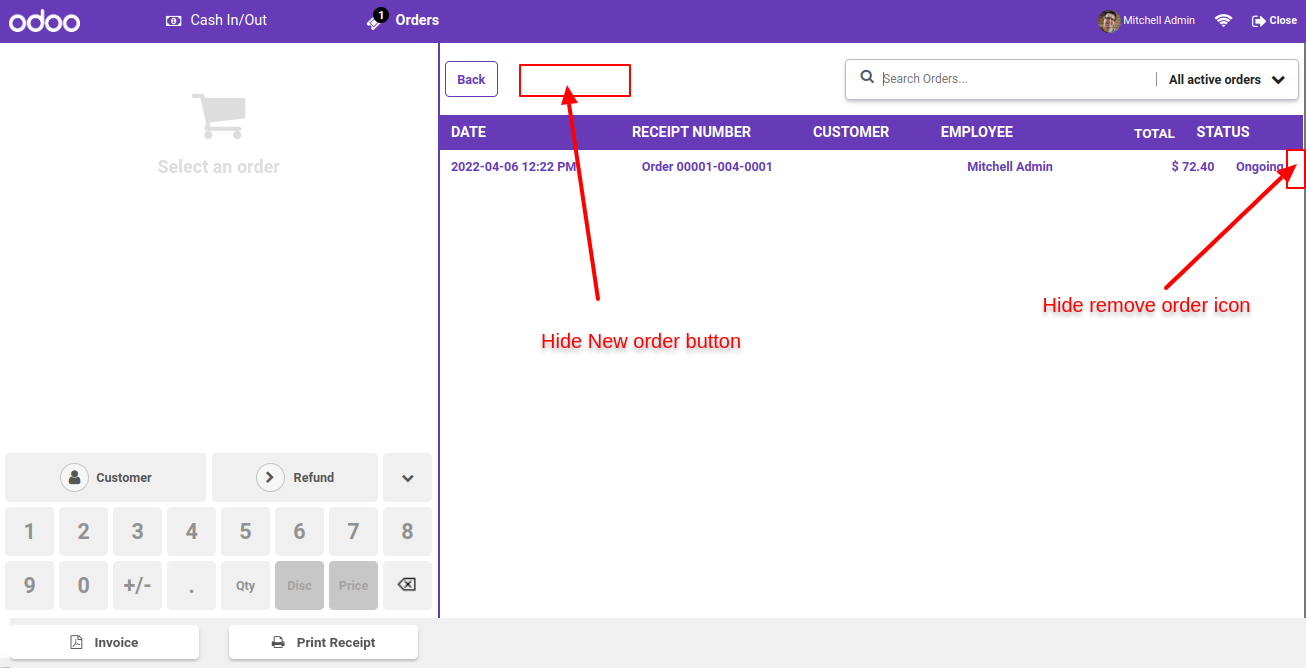 odoo
Cash In/Out
1
Orders
Mitchell Admin
Close
Back
Search Orders...
All active orders
Select an order
DATE RECEIPT NUMBER CUSTOMER EMPLOYEE TOTAL STATUS
2022-04-06 12:22 PM Order 00001-004-0001 Mitchell Admin $ 72.40 Ongoing
Hide remove order icon
Hide New order button
Customer
Refund
1 2 3 4 5 6 7 8
9 0 +/- . Qty Disc Price
Invoice
Print Receipt